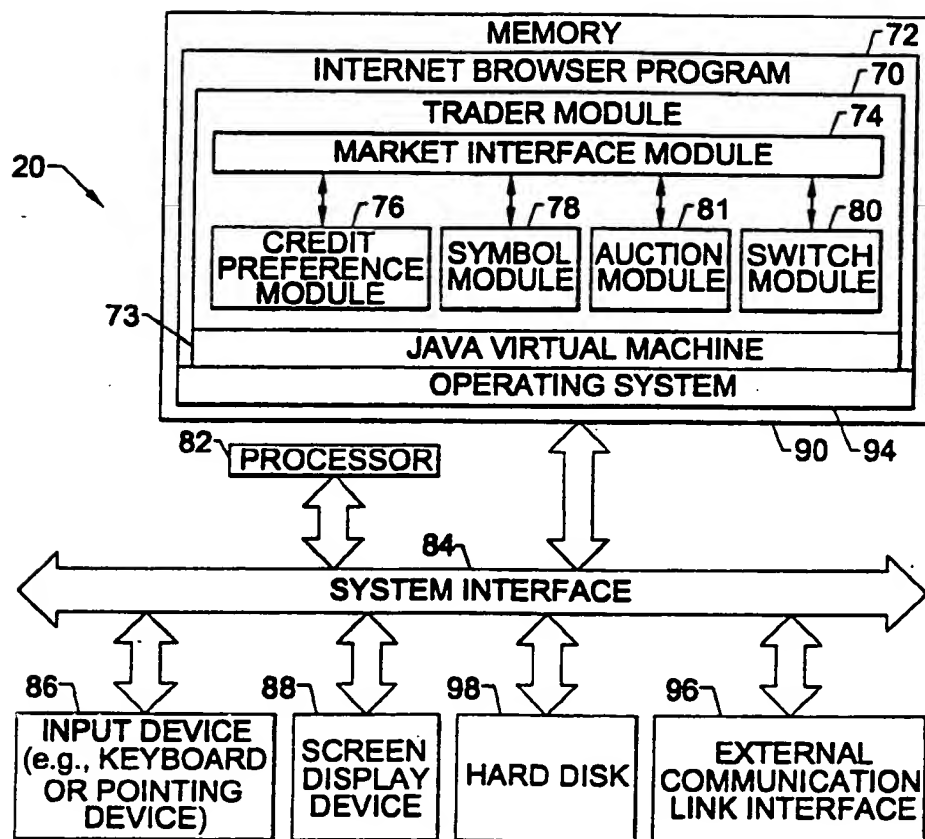 MEMORY
72
INTERNET BROWSER PROGRAM
70
TRADER MODULE
74
MARKET INTERFACE MODULE
20
76
78
81
80
CREDIT
PREFERENCE
MODULE
SYMBOL
MODULE
AUCTION
MODULE
SWITCH
MODULE
73
JAVA VIRTUAL MACHINE
OPERATING SYSTEM
82
PROCESSOR
90
94
84
SYSTEM INTERFACE
86
88
98
96
INPUT DEVICE
(e.g., KEYBOARD
OR POINTING
DEVICE)
SCREEN
DISPLAY
DEVICE
HARD DISK
EXTERNAL
COMMUNICATION
LINK INTERFACE